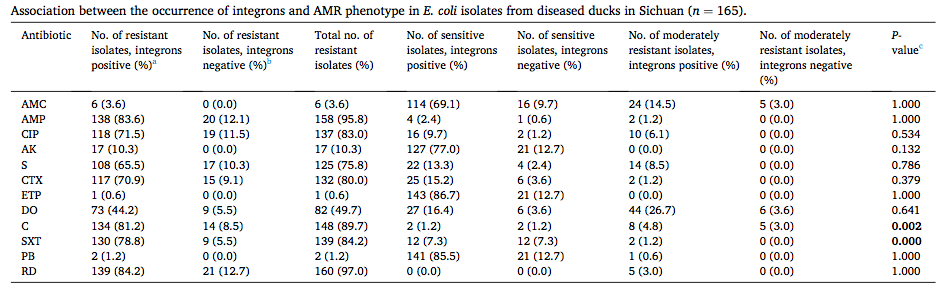 Association between the occurrence of integrons and AMR phenotype in E. coli isolates from diseased ducks in Sichuan (n = 165).
Antibiotic No. of resistant isolates, integrons positive (%)a No. of resistant isolates, integrons negative (%)b Total no. of resistant isolates (%) No. of sensitive isolates, integrons positive (%) No. of sensitive isolates, integrons negative (%) No. of moderately resistant isolates, integrons positive (%) No. of moderately resistant isolates, integrons negative (%) P-valuec
AMC 6 (3.6) 0 (0.0) 6 (3.6) 114 (69.1) 16 (9.7) 24 (14.5) 5 (3.0) 1.000
AMP 138 (83.6) 20 (12.1) 158 (95.8) 4 (2.4) 1 (0.6) 2 (1.2) 0 (0.0) 1.000
CIP 118 (71.5) 19 (11.5) 137 (83.0) 16 (9.7) 2 (1.2) 10 (6.1) 0 (0.0) 0.534
AK 17 (10.3) 0 (0.0) 17 (10.3) 127 (77.0) 21 (12.7) 0 (0.0) 0 (0.0) 0.132
S 108 (65.5) 17 (10.3) 125 (75.8) 22 (13.3) 4 (2.4) 14 (8.5) 0 (0.0) 0.786
CTX 117 (70.9) 15 (9.1) 132 (80.0) 25 (15.2) 6 (3.6) 2 (1.2) 0 (0.0) 0.379
ETP 1 (0.6) 0 (0.0) 1 (0.6) 143 (86.7) 21 (12.7) 0 (0.0) 0 (0.0) 1.000
DO 73 (44.2) 9 (5.5) 82 (49.7) 27 (16.4) 6 (3.6) 44 (26.7) 6 (3.6) 0.641
C 134 (81.2) 14 (8.5) 148 (89.7) 2 (1.2) 2 (1.2) 8 (4.8) 5 (3.0) 0.002
SXT 130 (78.8) 9 (5.5) 139 (84.2) 12 (7.3) 12 (7.3) 2 (1.2) 0 (0.0) 0.000
PB 2 (1.2) 0 (0.0) 2 (1.2) 141 (85.5) 21 (12.7) 1 (0.6) 0 (0.0) 1.000
RD 139 (84.2) 21 (12.7) 160 (97.0) 0 (0.0) 0 (0.0) 5 (3.0) 0 (0.0) 1.000